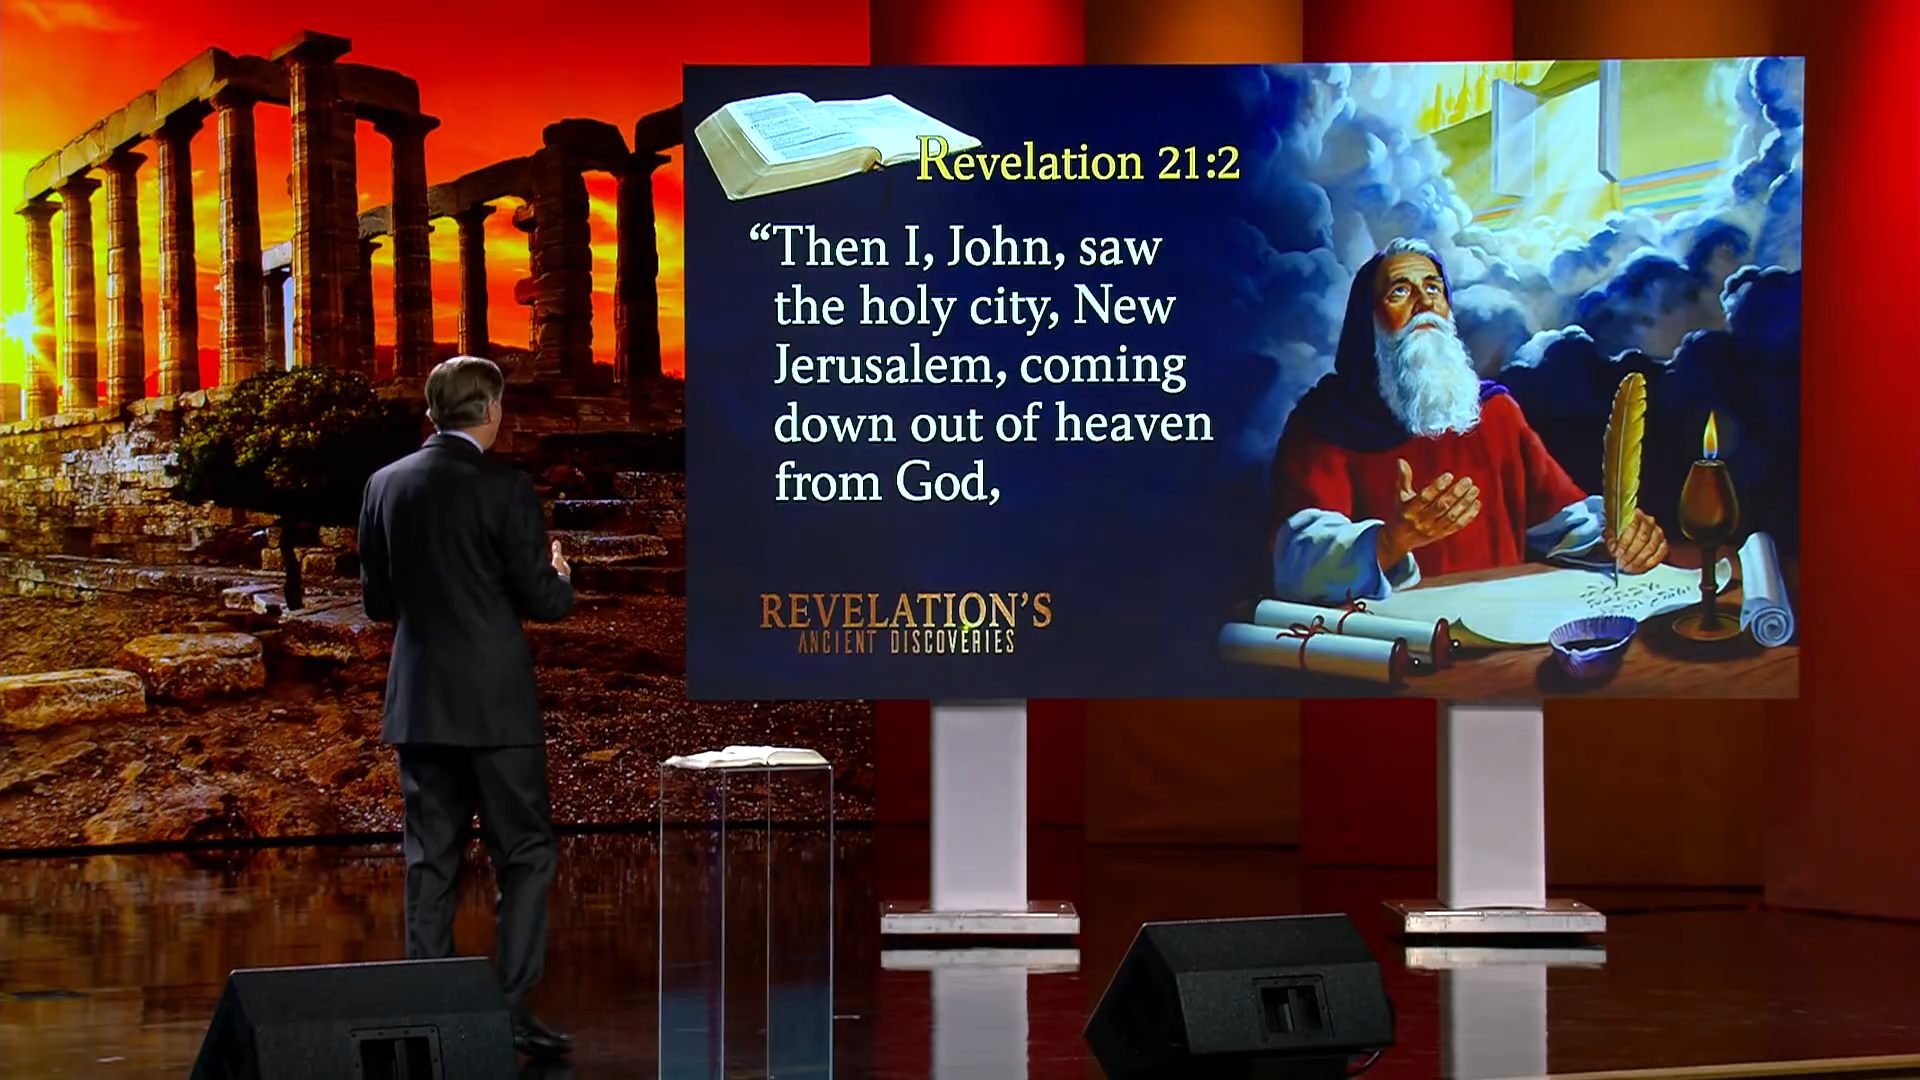 Revelation 21:2
“Then I, John, saw
the holy city, New
Jerusalem, coming
down out of heaven
from God,
REVELATION’S
ANCIENT DISCOVERIES